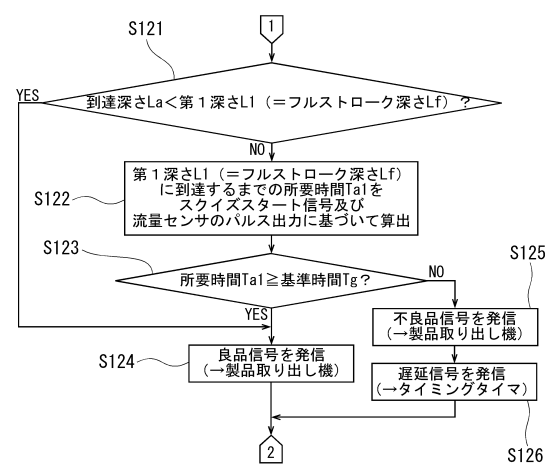 1
S121
到達深さLa<第1深さL1(=フルストローク深さLf)?
YES
NO
S122
第1深さL1(=フルストローク深さLf)
に到達するまでの所要時間Ta1を
スクイズスタート信号及び
流量センサのパルス出力に基づいて算出
S123
所要時間Ta1≧基準時間Tg?
NO
YES
S125
不良品信号を発信
(→製品取り出し機)
S124
良品信号を発信
(→製品取り出し機)
遅延信号を発信
(→タイミングタイマ)
S126
2